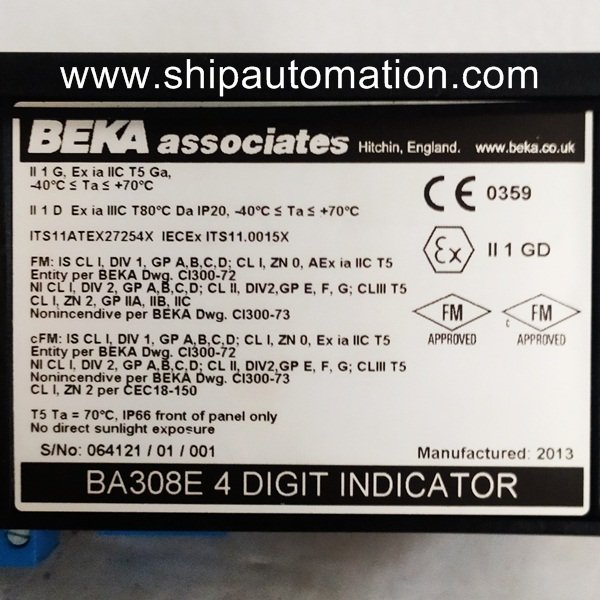 www.shipautomation.com
BEKA associates Hitchin, England. www.beka.co.uk
II 1 G, Ex ia IIC T5 Ga,
-40°C ≤ Ta ≤ +70°C
II 1 D Ex ia IIIC T80°C Da IP20, -40°C ≤ Ta ≤ +70°C
ITS11ATEX27254X IECEx ITS11.0015X
CE 0359
Ex II 1 GD
FM: IS CL I, DIV 1, GP A,B,C,D; CL I, ZN 0, AEx ia IIC T5
Entity per BEKA Dwg. CI300-72
NI CL I, DIV 2, GP A,B,C,D; CL II, DIV2,GP E, F, G; CLIII T5
CL I, ZN 2, GP IIA, IIB, IIC
Nonincendive per BEKA Dwg. CI300-73
FM APPROVED
c FM APPROVED
cFM: IS CL I, DIV 1, GP A,B,C,D; CL I, ZN 0, Ex ia IIC T5
Entity per BEKA Dwg. CI300-72
NI CL I, DIV 2, GP A,B,C,D; CL II, DIV2,GP E, F, G; CLIII T5
Nonincendive per BEKA Dwg. CI300-73
CL I, ZN 2 per CEC18-150
T5 Ta = 70°C, IP66 front of panel only
No direct sunlight exposure
S/No: 064121 / 01 / 001
Manufactured: 2013
BA308E 4 DIGIT INDICATOR